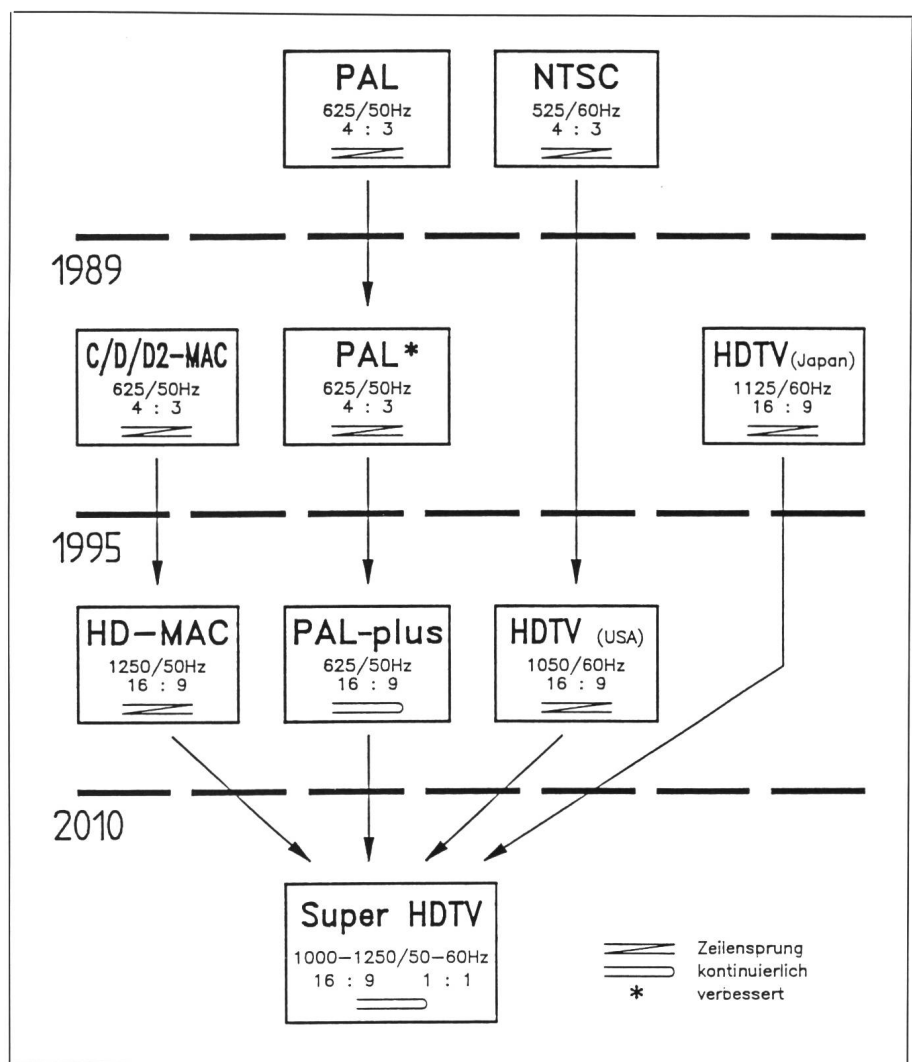 PAL
625/50Hz
4 : 3
NTSC
525/60Hz
4 : 3
1989
C/D/D2-MAC
625/50Hz
4 : 3
PAL*
625/50Hz
4 : 3
HDTV (Japan)
1125/60Hz
16 : 9
1995
HD-MAC
1250/50Hz
16 : 9
PAL-plus
625/50Hz
16 : 9
HDTV (USA)
1050/60Hz
16 : 9
2010
Super HDTV
1000-1250/50-60Hz
16 : 9 1 : 1
Zeilensprung
kontinuierlich
* verbessert